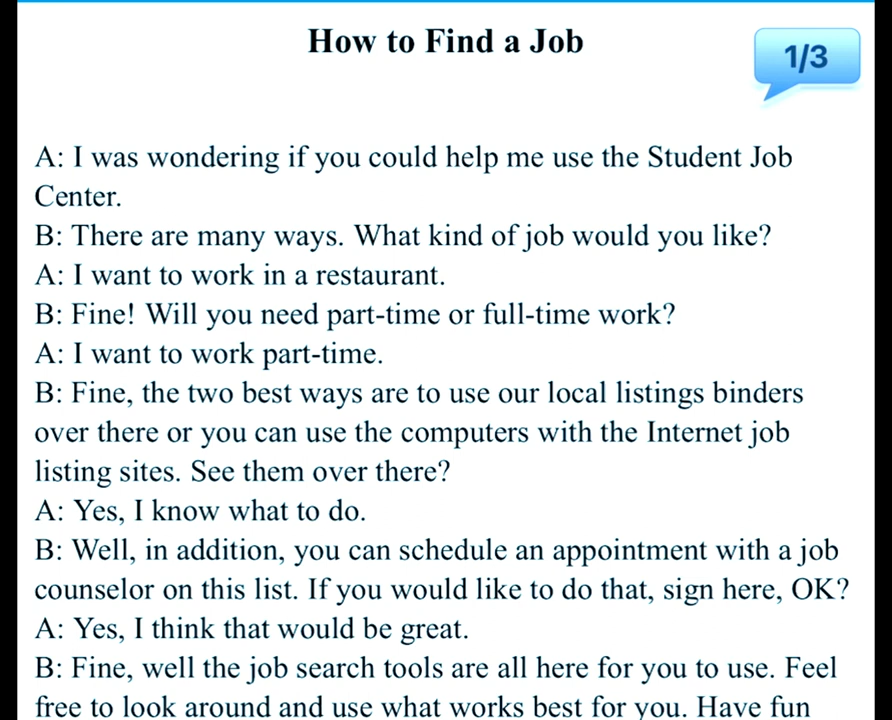 How to Find a Job
1/3
A: I was wondering if you could help me use the Student Job
Center.
B: There are many ways. What kind of job would you like?
A: I want to work in a restaurant.
B: Fine! Will you need part-time or full-time work?
A: I want to work part-time.
B: Fine, the two best ways are to use our local listings binders
over there or you can use the computers with the Internet job
listing sites. See them over there?
A: Yes, I know what to do.
B: Well, in addition, you can schedule an appointment with a job
counselor on this list. If you would like to do that, sign here, OK?
A: Yes, I think that would be great.
B: Fine, well the job search tools are all here for you to use. Feel
free to look around and use what works best for you. Have fun